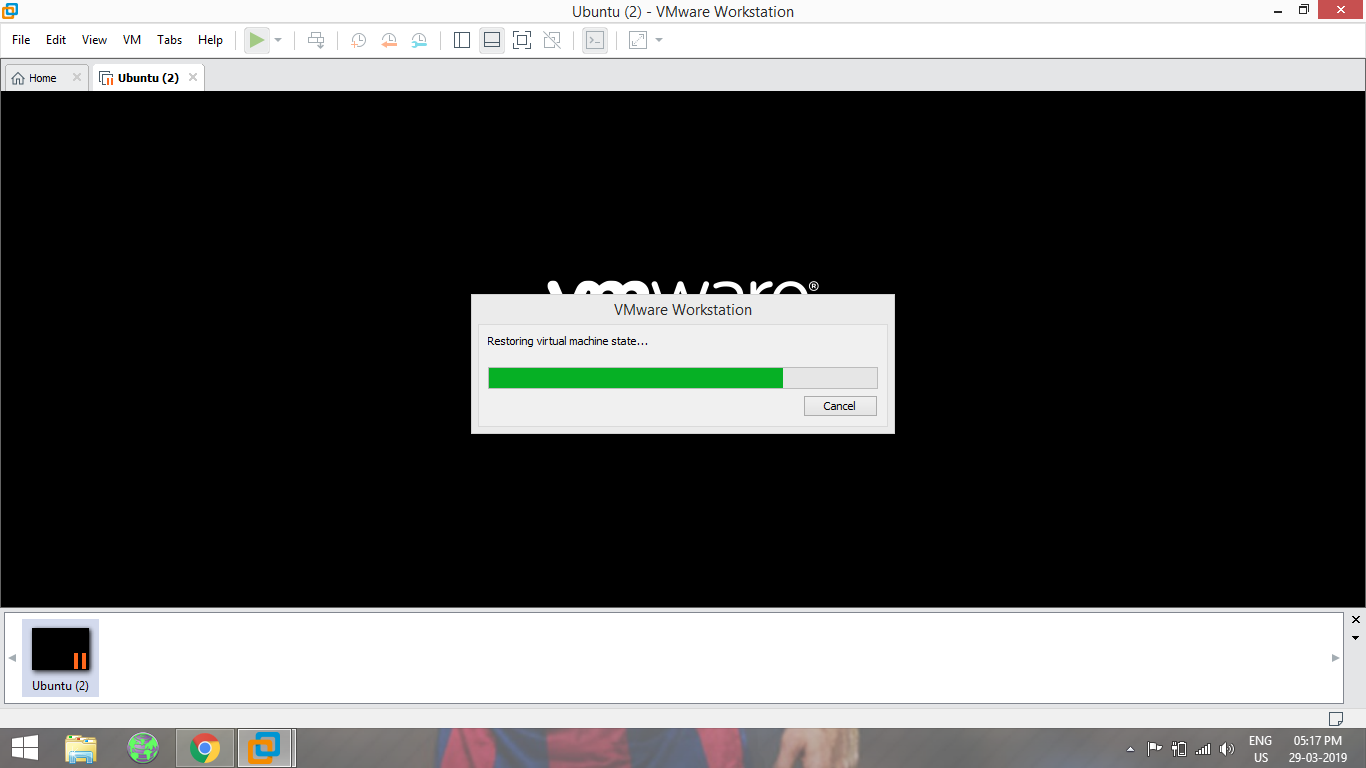 Ubuntu (2) - VMware Workstation
File Edit View VM Tabs Help
Home
Ubuntu (2)
vmware®
VMware Workstation
Restoring virtual machine state...
Cancel
Ubuntu (2)
ENG 05:17 PM
US 29-03-2019